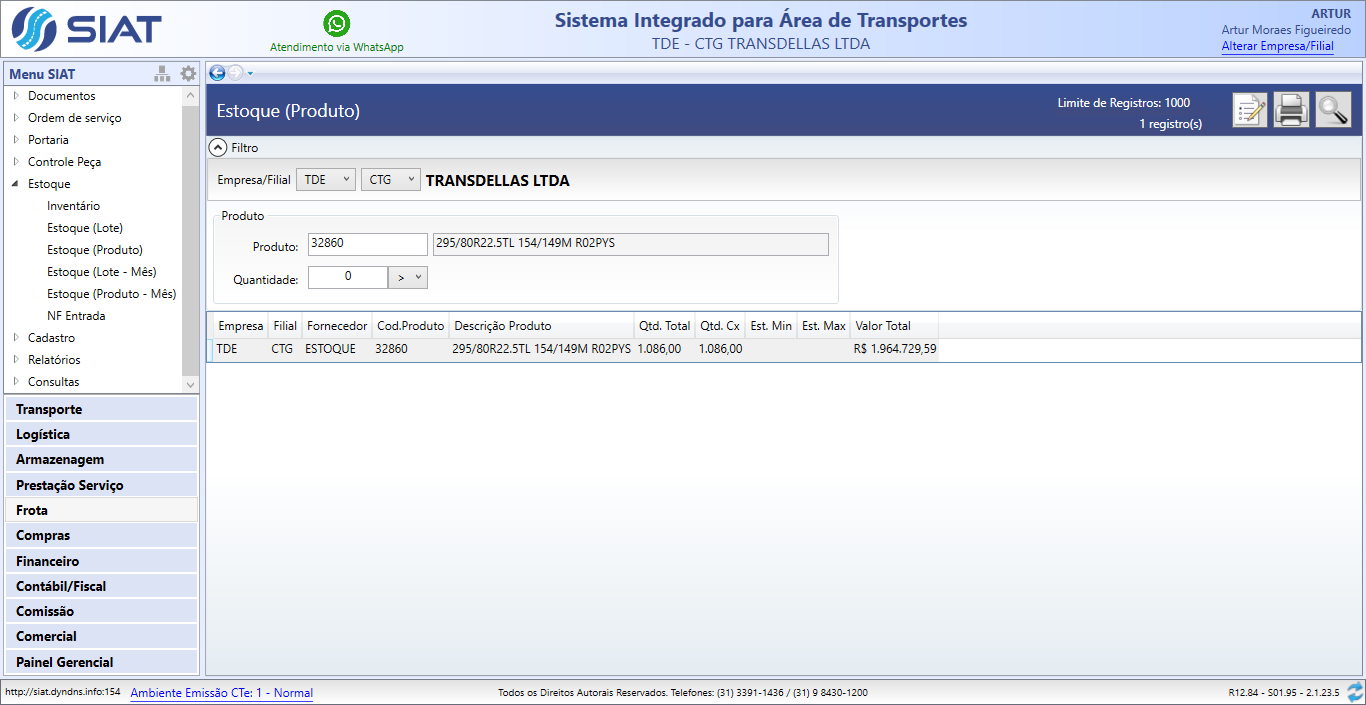 SIAT
Atendimento via WhatsApp
Sistema Integrado para Área de Transportes
TDE - CTG TRANSDELLAS LTDA
ARTUR
Artur Moraes Figueiredo
Alterar Empresa/Filial
Menu SIAT
Documentos
Ordem de serviço
Portaria
Controle Peça
Estoque
Inventário
Estoque (Lote)
Estoque (Produto)
Estoque (Lote - Mês)
Estoque (Produto - Mês)
NF Entrada
Cadastro
Relatórios
Consultas
Transporte
Logística
Armazenagem
Prestação Serviço
Frota
Compras
Financeiro
Contábil/Fiscal
Comissão
Comercial
Painel Gerencial
Estoque (Produto)
Limite de Registros: 1000
1 registro(s)
Filtro
Empresa/Filial TDE CTG TRANSDELLAS LTDA
Produto
Produto: 32860 295/80R22.5TL 154/149M R02PYS
Quantidade: 0 >
Empresa Filial Fornecedor Cod.Produto Descrição Produto Qtd. Total Qtd. Cx Est. Min Est. Max Valor Total
TDE CTG ESTOQUE 32860 295/80R22.5TL 154/149M R02PYS 1.086,00 1.086,00 R$ 1.964.729,59
http://siat.dyndns.info:154 Ambiente Emissão CTe: 1 - Normal Todos os Direitos Autorais Reservados. Telefones: (31) 3391-1436 / (31) 9 8430-1200 R12.84 - S01.95 - 2.1.23.5